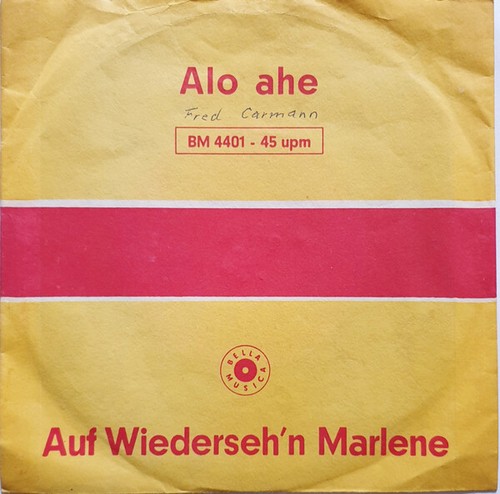 Alo ahe
Fred Carmann
BM 4401 - 45 upm
BELLA MUSICA
Auf Wiederseh'n Marlene